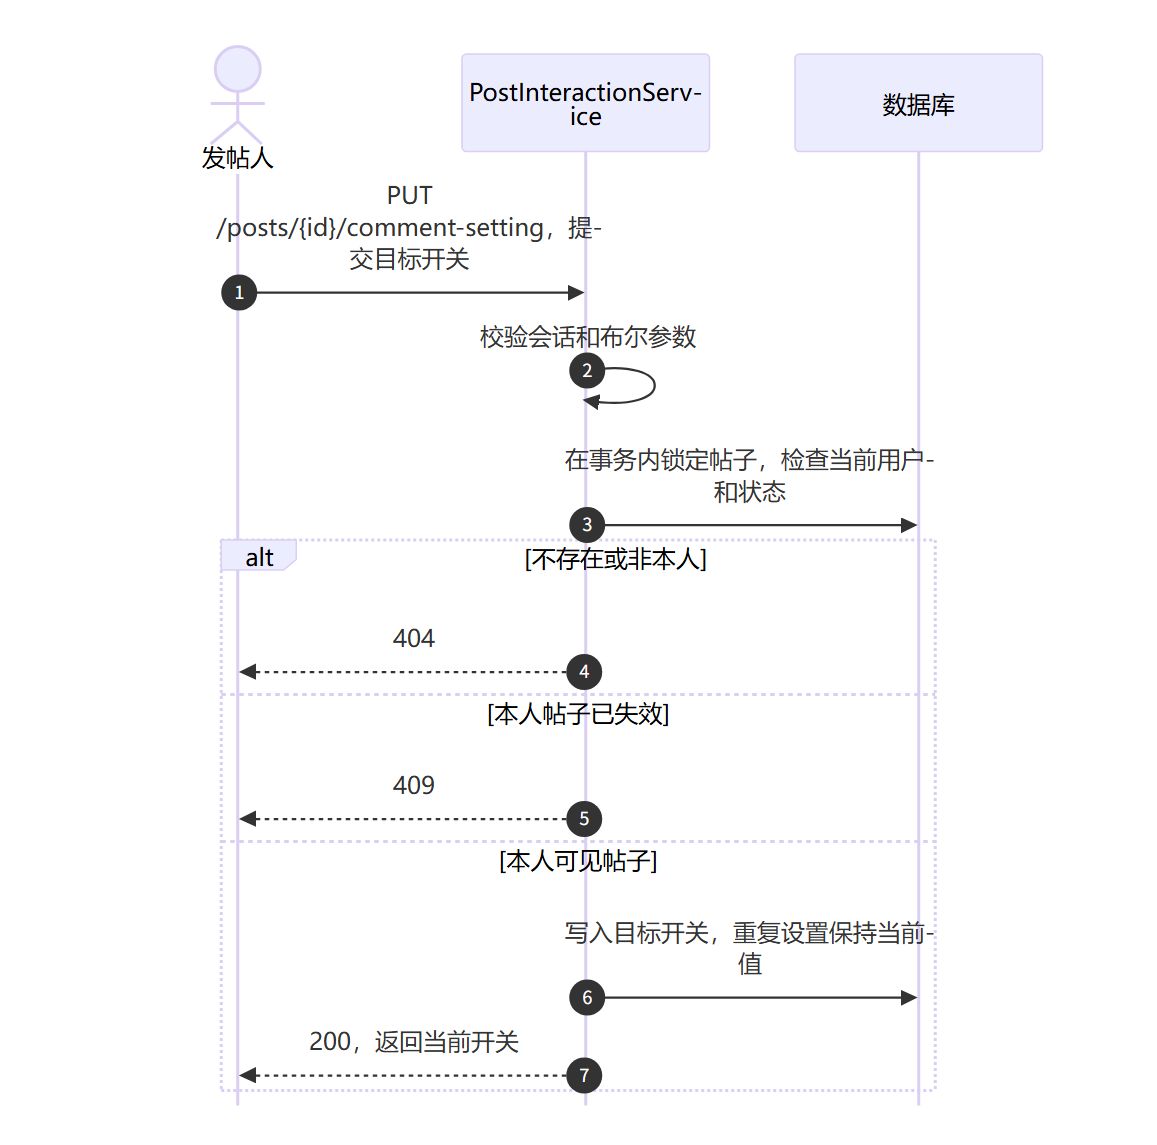 发帖人
PostInteractionServ-
ice
数据库
PUT
/posts/{id}/comment-setting，提-
交目标开关
1
校验会话和布尔参数
2
在事务内锁定帖子，检查当前用户-
和状态
3
alt
[不存在或非本人]
404
4
[本人帖子已失效]
409
5
[本人可见帖子]
写入目标开关，重复设置保持当前-
值
6
200，返回当前开关
7